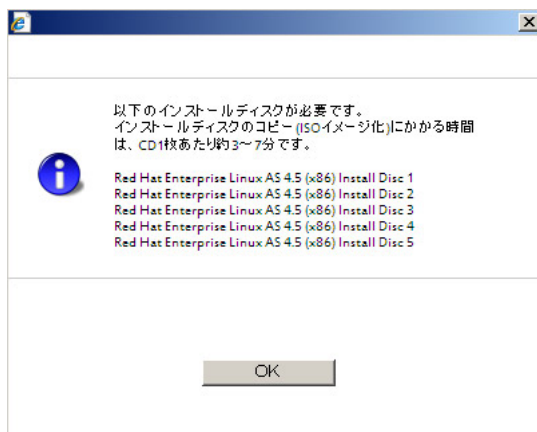 以下のインストールディスクが必要です。
インストールディスクのコピー(ISOイメージ化)にかかる時間
は、CD1枚あたり約3～7分です。
Red Hat Enterprise Linux AS 4.5 (x86) Install Disc 1
Red Hat Enterprise Linux AS 4.5 (x86) Install Disc 2
Red Hat Enterprise Linux AS 4.5 (x86) Install Disc 3
Red Hat Enterprise Linux AS 4.5 (x86) Install Disc 4
Red Hat Enterprise Linux AS 4.5 (x86) Install Disc 5
OK